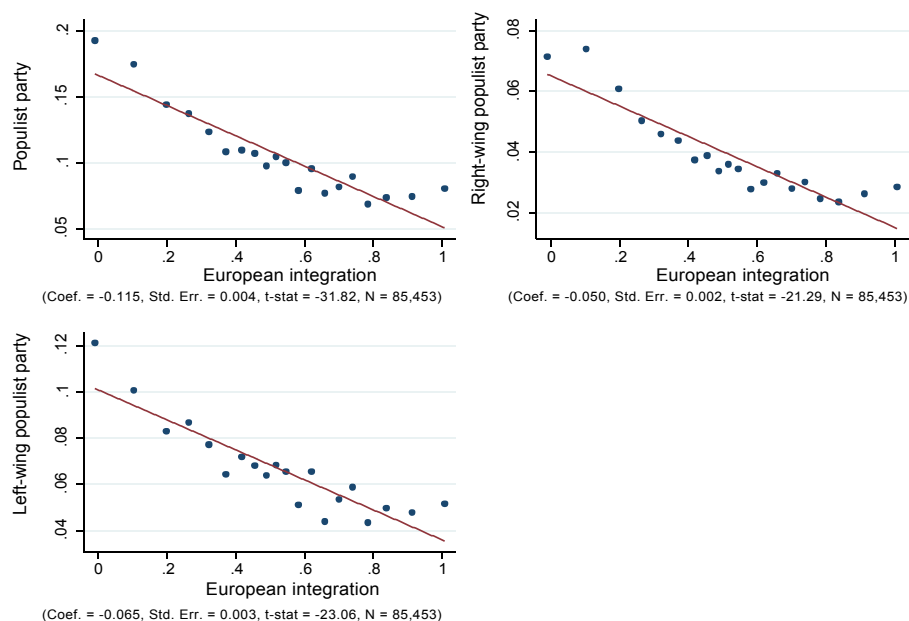 Populist party
.2
.15
.1
.05
0 .2 .4 .6 .8 1
European integration
(Coef. = -0.115, Std. Err. = 0.004, t-stat = -31.82, N = 85,453)
Right-wing populist party
.08
.06
.04
.02
0 .2 .4 .6 .8 1
European integration
(Coef. = -0.050, Std. Err. = 0.002, t-stat = -21.29, N = 85,453)
Left-wing populist party
.12
.1
.08
.06
.04
0 .2 .4 .6 .8 1
European integration
(Coef. = -0.065, Std. Err. = 0.003, t-stat = -23.06, N = 85,453)